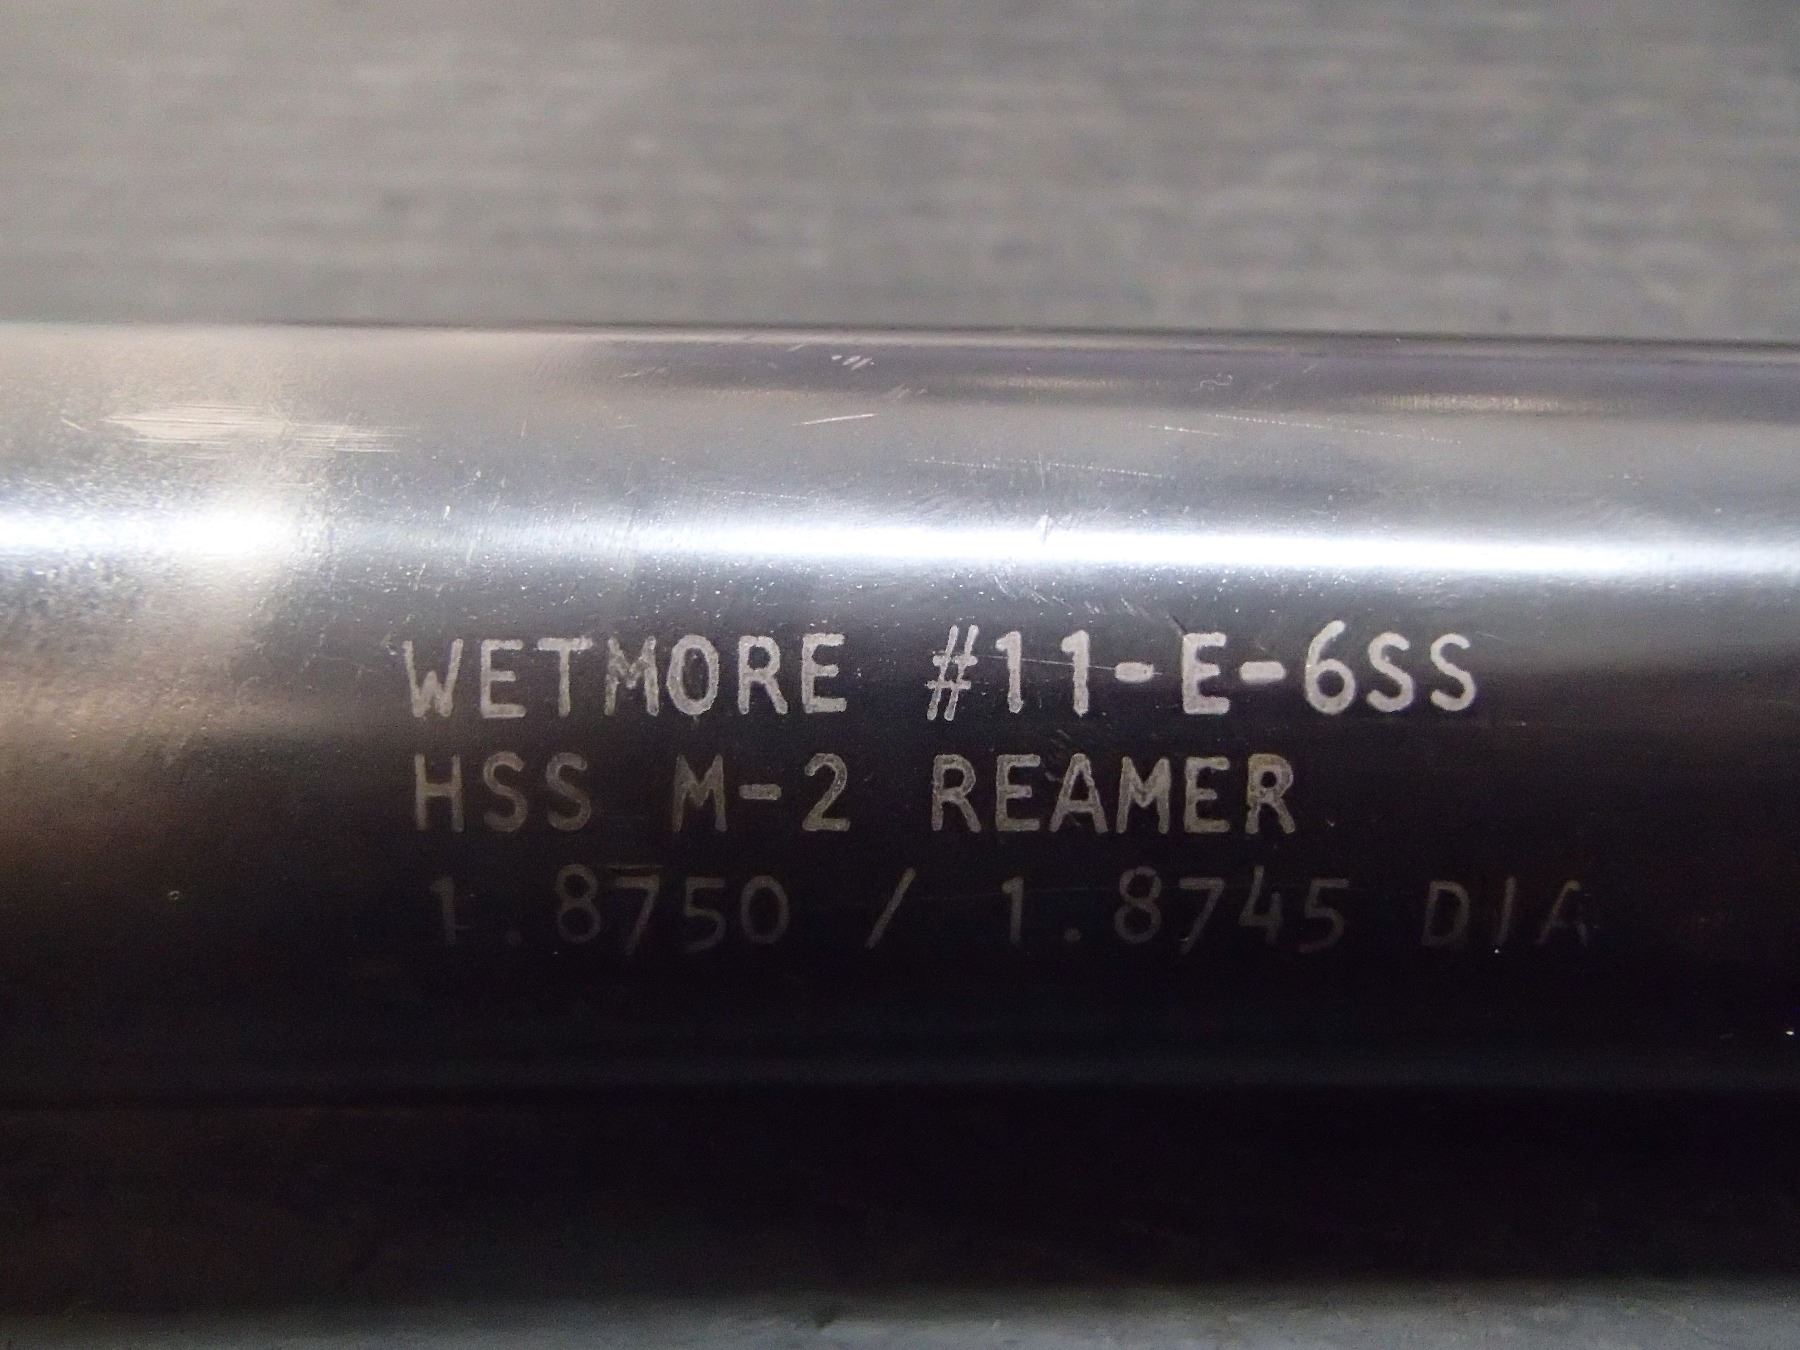 WETMORE #11-E-6SS
HSS M-2 REAMER
1.8750 / 1.8745 DIA